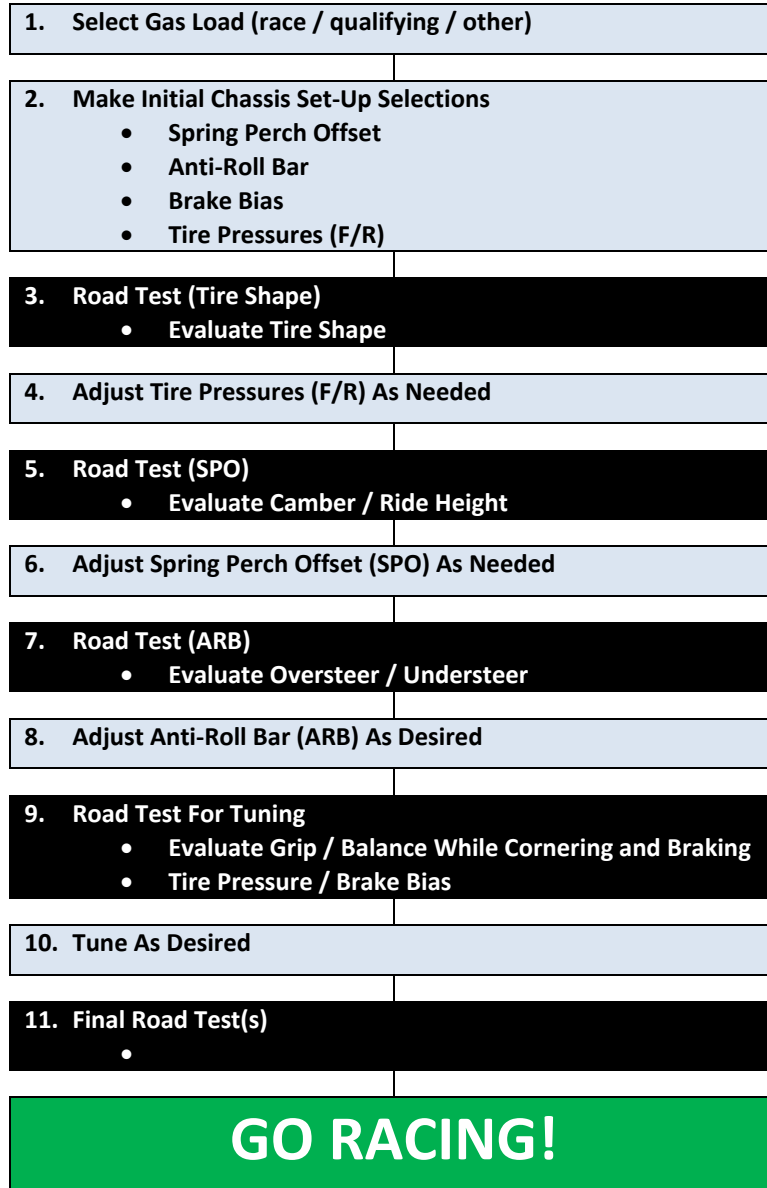 1. Select Gas Load (race / qualifying / other)
2. Make Initial Chassis Set-Up Selections
• Spring Perch Offset
• Anti-Roll Bar
• Brake Bias
• Tire Pressures (F/R)
3. Road Test (Tire Shape)
• Evaluate Tire Shape
4. Adjust Tire Pressures (F/R) As Needed
5. Road Test (SPO)
• Evaluate Camber / Ride Height
6. Adjust Spring Perch Offset (SPO) As Needed
7. Road Test (ARB)
• Evaluate Oversteer / Understeer
8. Adjust Anti-Roll Bar (ARB) As Desired
9. Road Test For Tuning
• Evaluate Grip / Balance While Cornering and Braking
• Tire Pressure / Brake Bias
10. Tune As Desired
11. Final Road Test(s)
•
GO RACING!